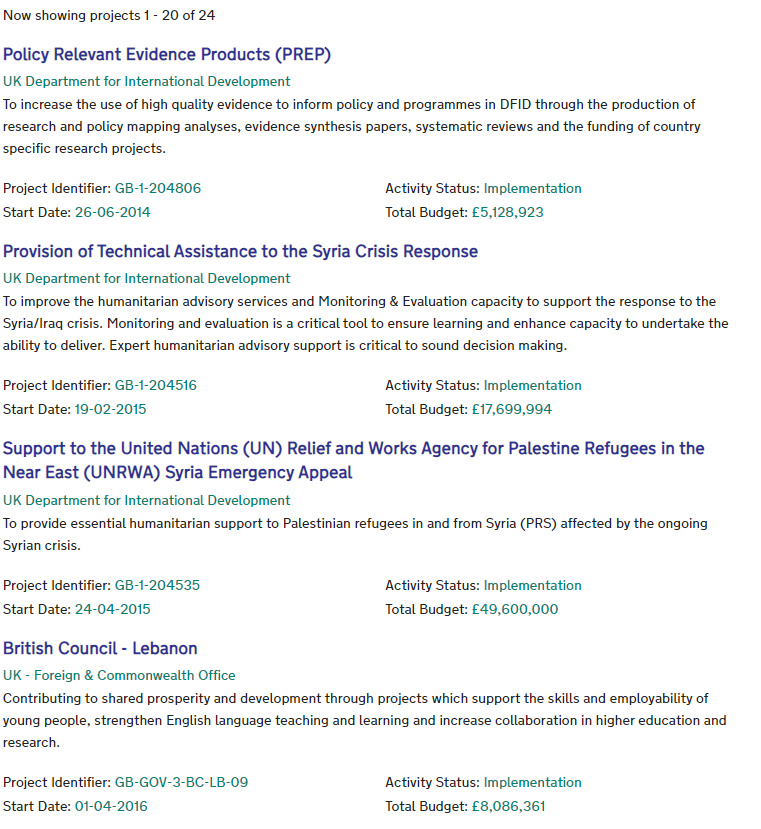 Now showing projects 1 - 20 of 24
Policy Relevant Evidence Products (PREP)
UK Department for International Development
To increase the use of high quality evidence to inform policy and programmes in DFID through the production of
research and policy mapping analyses, evidence synthesis papers, systematic reviews and the funding of country
specific research projects.
Project Identifier: GB-1-204806 Activity Status: Implementation
Start Date: 26-06-2014 Total Budget: £5,128,923
Provision of Technical Assistance to the Syria Crisis Response
UK Department for International Development
To improve the humanitarian advisory services and Monitoring & Evaluation capacity to support the response to the
Syria/Iraq crisis. Monitoring and evaluation is a critical tool to ensure learning and enhance capacity to undertake the
ability to deliver. Expert humanitarian advisory support is critical to sound decision making.
Project Identifier: GB-1-204516 Activity Status: Implementation
Start Date: 19-02-2015 Total Budget: £17,699,994
Support to the United Nations (UN) Relief and Works Agency for Palestine Refugees in the
Near East (UNRWA) Syria Emergency Appeal
UK Department for International Development
To provide essential humanitarian support to Palestinian refugees in and from Syria (PRS) affected by the ongoing
Syrian crisis.
Project Identifier: GB-1-204535 Activity Status: Implementation
Start Date: 24-04-2015 Total Budget: £49,600,000
British Council - Lebanon
UK - Foreign & Commonwealth Office
Contributing to shared prosperity and development through projects which support the skills and employability of
young people, strengthen English language teaching and learning and increase collaboration in higher education and
research.
Project Identifier: GB-GOV-3-BC-LB-09 Activity Status: Implementation
Start Date: 01-04-2016 Total Budget: £8,086,361